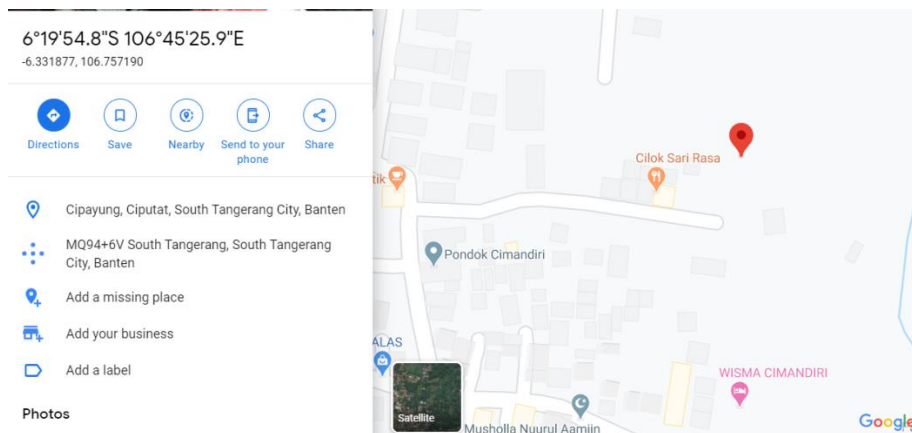 6°19'54.8"S 106°45'25.9"E
-6.331877, 106.757190
Directions
Save
Nearby
Send to your
phone
Share
Cipayung, Ciputat, South Tangerang City, Banten
MQ94+6V South Tangerang, South Tangerang
City, Banten
Add a missing place
Add your business
Add a label
Photos
Cilok Sari Rasa
tik
Pondok Cimandiri
ALAS
WISMA CIMANDIRI
Satellite
Musholla Nuurul Aamiin
Google